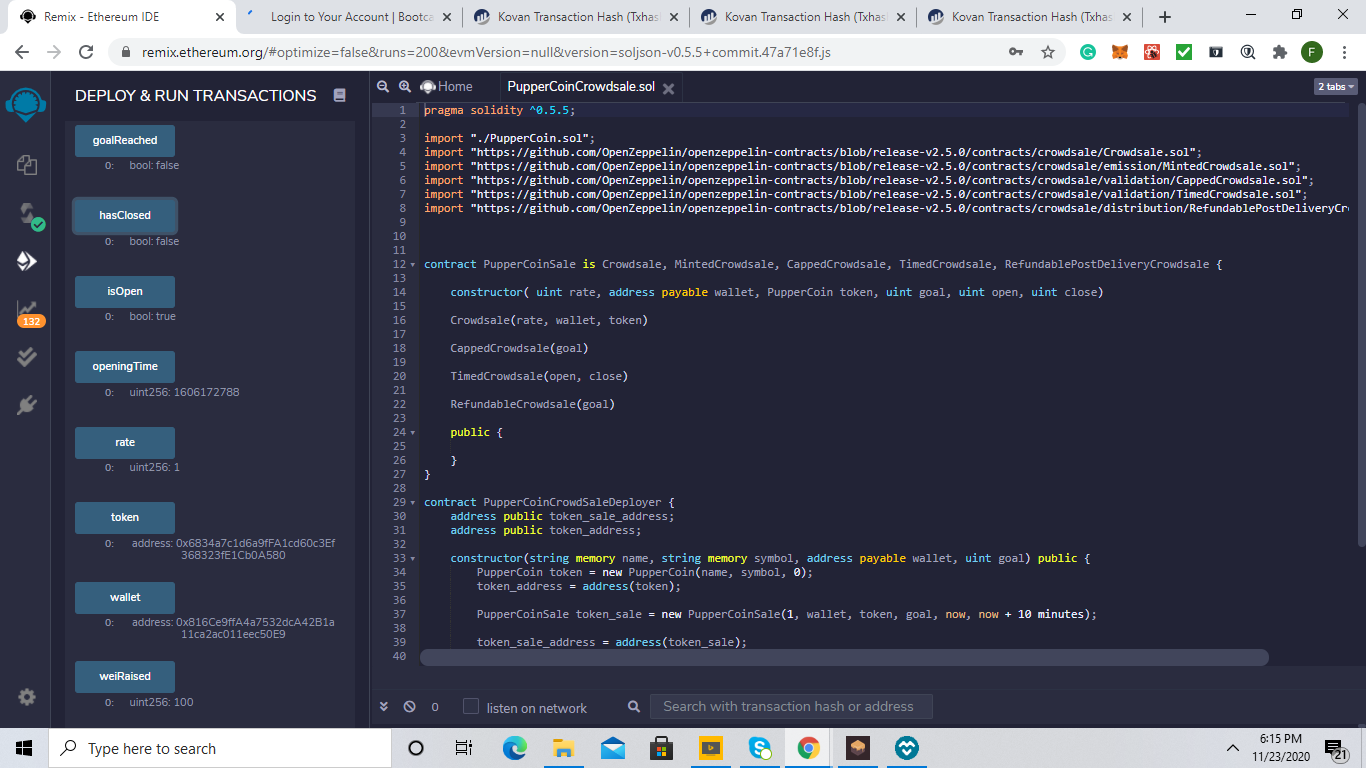 Remix - Ethereum IDE
Login to Your Account | Bootca
Kovan Transaction Hash (Txhas
Kovan Transaction Hash (Txhas
Kovan Transaction Hash (Txhas
remix.ethereum.org/#optimize=false&runs=200&evmVersion=null&version=soljson-v0.5.5+commit.47a71e8f.js
F
DEPLOY & RUN TRANSACTIONS
132
goalReached
0: bool: false
hasClosed
0: bool: false
isOpen
0: bool: true
openingTime
0: uint256: 1606172788
rate
0: uint256: 1
token
0: address: 0x6834a7c1d6a9fFA1cd60c3Ef
368323fE1Cb0A580
wallet
0: address: 0x816Ce9ffA4a7532dcA42B1a
11ca2ac011eec50E9
weiRaised
0: uint256: 100
Home
PupperCoinCrowdsale.sol
2 tabs
1 pragma solidity ^0.5.5;
2
3 import "./PupperCoin.sol";
4 import "https://github.com/OpenZeppelin/openzeppelin-contracts/blob/release-v2.5.0/contracts/crowdsale/Crowdsale.sol";
5 import "https://github.com/OpenZeppelin/openzeppelin-contracts/blob/release-v2.5.0/contracts/crowdsale/emission/MintedCrowdsale.sol";
6 import "https://github.com/OpenZeppelin/openzeppelin-contracts/blob/release-v2.5.0/contracts/crowdsale/validation/CappedCrowdsale.sol";
7 import "https://github.com/OpenZeppelin/openzeppelin-contracts/blob/release-v2.5.0/contracts/crowdsale/validation/TimedCrowdsale.sol";
8 import "https://github.com/OpenZeppelin/openzeppelin-contracts/blob/release-v2.5.0/contracts/crowdsale/distribution/RefundablePostDeliveryCro
9
10
11
12 contract PupperCoinSale is Crowdsale, MintedCrowdsale, CappedCrowdsale, TimedCrowdsale, RefundablePostDeliveryCrowdsale {
13
14 constructor( uint rate, address payable wallet, PupperCoin token, uint goal, uint open, uint close)
15
16 Crowdsale(rate, wallet, token)
17
18 CappedCrowdsale(goal)
19
20 TimedCrowdsale(open, close)
21
22 RefundableCrowdsale(goal)
23
24 public {
25
26 }
27 }
28
29 contract PupperCoinCrowdSaleDeployer {
30 address public token_sale_address;
31 address public token_address;
32
33 constructor(string memory name, string memory symbol, address payable wallet, uint goal) public {
34 PupperCoin token = new PupperCoin(name, symbol, 0);
35 token_address = address(token);
36
37 PupperCoinSale token_sale = new PupperCoinSale(1, wallet, token, goal, now, now + 10 minutes);
38
39 token_sale_address = address(token_sale);
40
0
listen on network
Search with transaction hash or address
Type here to search
6:15 PM
11/23/2020
21